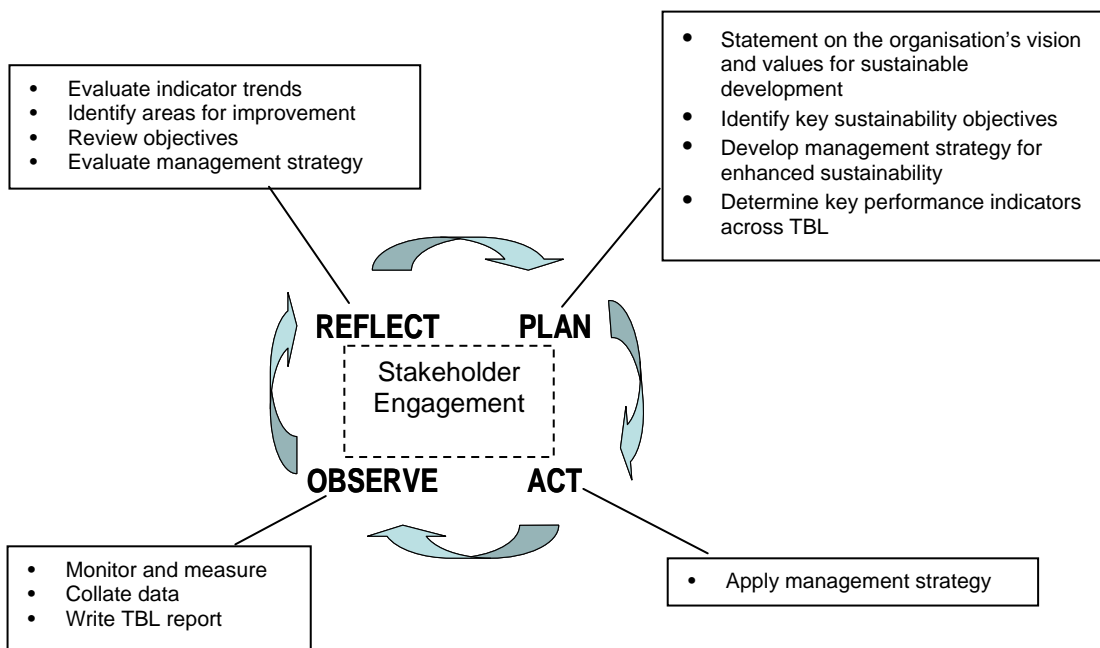 • Evaluate indicator trends
• Identify areas for improvement
• Review objectives
• Evaluate management strategy
• Statement on the organisation's vision
and values for sustainable
development
• Identify key sustainability objectives
• Develop management strategy for
enhanced sustainability
• Determine key performance indicators
across TBL
REFLECT
PLAN
Stakeholder
Engagement
OBSERVE
ACT
• Monitor and measure
• Collate data
• Write TBL report
• Apply management strategy